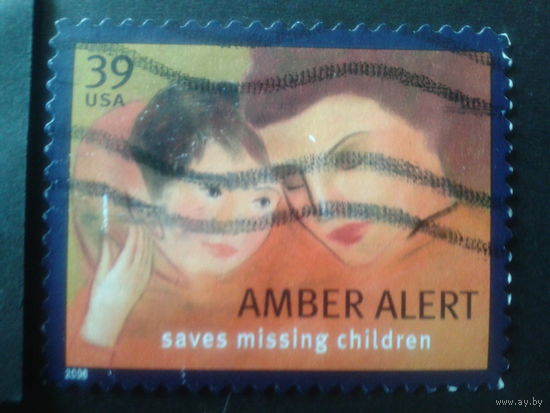 39
USA
AMBER ALERT
saves missing children
2006
www.ay.by